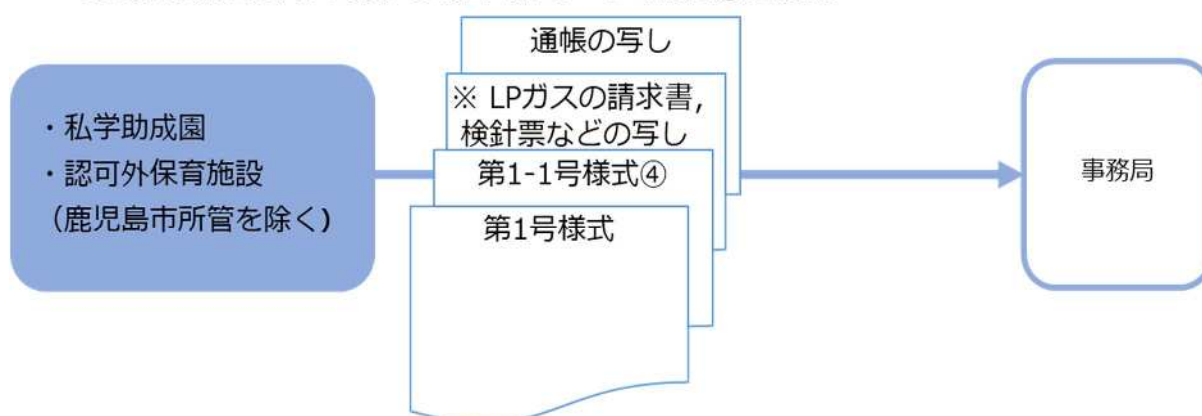 ・私学助成園
・認可外保育施設
（鹿児島市所管を除く)
通帳の写し
※ LPガスの請求書,
検針票などの写し
第1-1号様式④
第1号様式
事務局